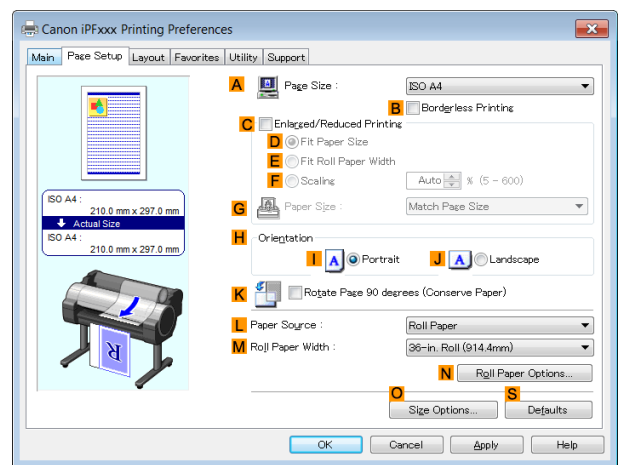 Canon iPFxxx Printing Preferences
Main Page Setup Layout Favorites Utility Support
A Page Size : ISO A4
B Borderless Printing
C Enlarged/Reduced Printing
D Fit Paper Size
E Fit Roll Paper Width
F Scaling Auto % (5 - 600)
G Paper Size : Match Page Size
ISO A4 :
210.0 mm x 297.0 mm
Actual Size
ISO A4 :
210.0 mm x 297.0 mm
H Orientation
I A Portrait J A Landscape
K Rotate Page 90 degrees (Conserve Paper)
L Paper Source : Roll Paper
M Roll Paper Width : 36-in. Roll (914.4mm)
N Roll Paper Options...
O S
Size Options... Defaults
R
OK Cancel Apply Help